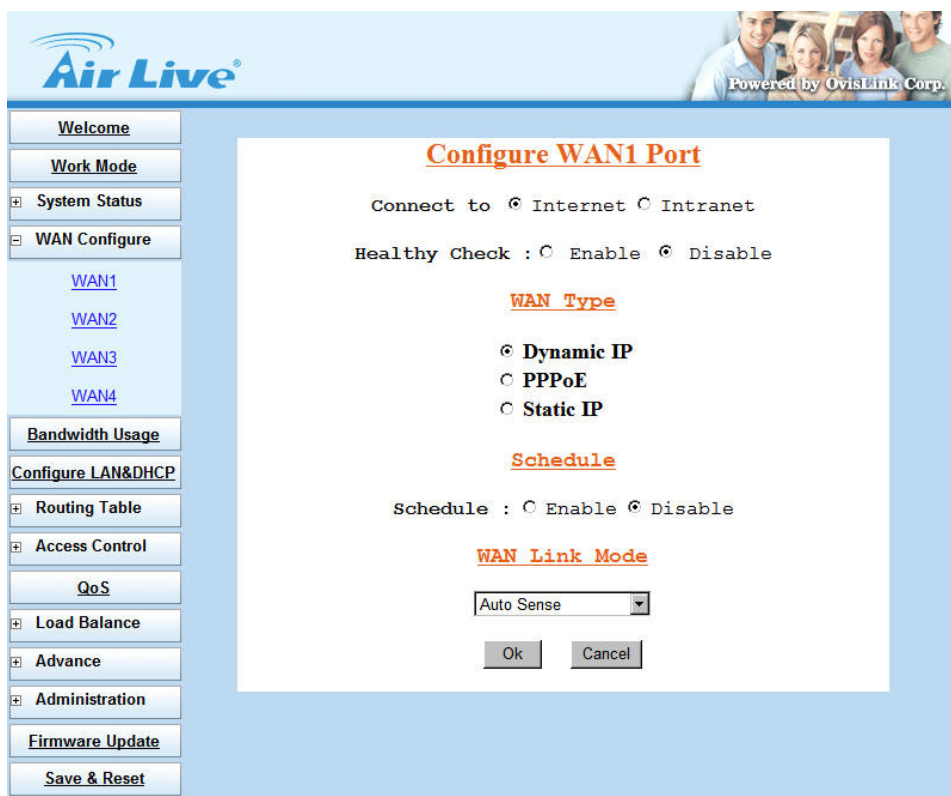 Air Live®
Powered by OvisLink Corp.
Welcome
Work Mode
System Status
WAN Configure
WAN1
WAN2
WAN3
WAN4
Bandwidth Usage
Configure LAN&DHCP
Routing Table
Access Control
QoS
Load Balance
Advance
Administration
Firmware Update
Save & Reset
Configure WAN1 Port
Connect to Internet Intranet
Healthy Check : Enable Disable
WAN Type
Dynamic IP
PPPoE
Static IP
Schedule
Schedule : Enable Disable
WAN Link Mode
Auto Sense
Ok Cancel